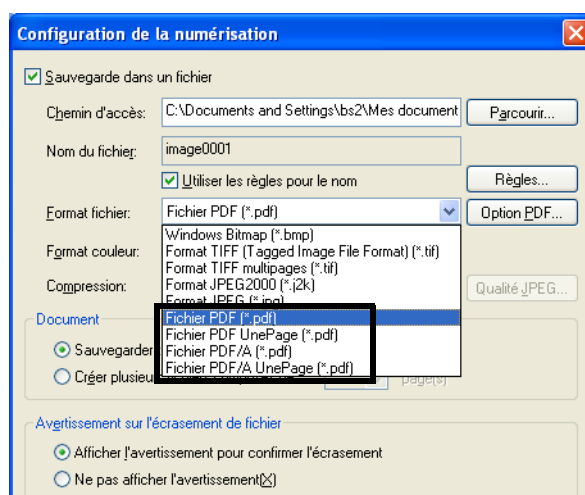 Configuration de la numérisation
Sauvegarde dans un fichier
Chemin d'accès: C:\Documents and Settings\bs2\Mes document Parcourir...
Nom du fichier: image0001
Utiliser les règles pour le nom Règles...
Format fichier: Fichier PDF (*.pdf) Option PDF...
Windows Bitmap (*.bmp)
Format couleur: Format TIFF (Tagged Image File Format) (*.tif)
Format TIFF multipages (*.tif)
Compression: Format JPEG2000 (*.j2k) Qualité JPEG...
Format JPEG (*.jpg)
Document Fichier PDF (*.pdf)
Fichier PDF UnePage (*.pdf)
Sauvegarder Fichier PDF/A (*.pdf)
Créer plusieu Fichier PDF/A UnePage (*.pdf) page(s)
Avertissement sur l'écrasement de fichier
Afficher l'avertissement pour confirmer l'écrasement
Ne pas afficher l'avertissement(X)